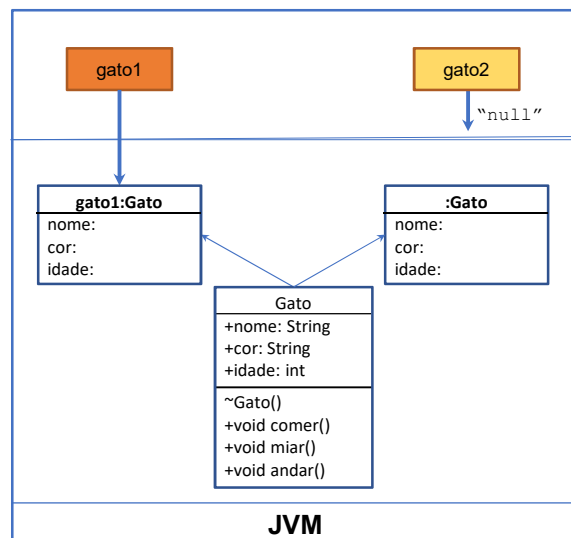 gato1
gato2
“null”
gato1:Gato
nome:
cor:
idade:
:Gato
nome:
cor:
idade:
Gato
+nome: String
+cor: String
+idade: int
~Gato()
+void comer()
+void miar()
+void andar()
JVM